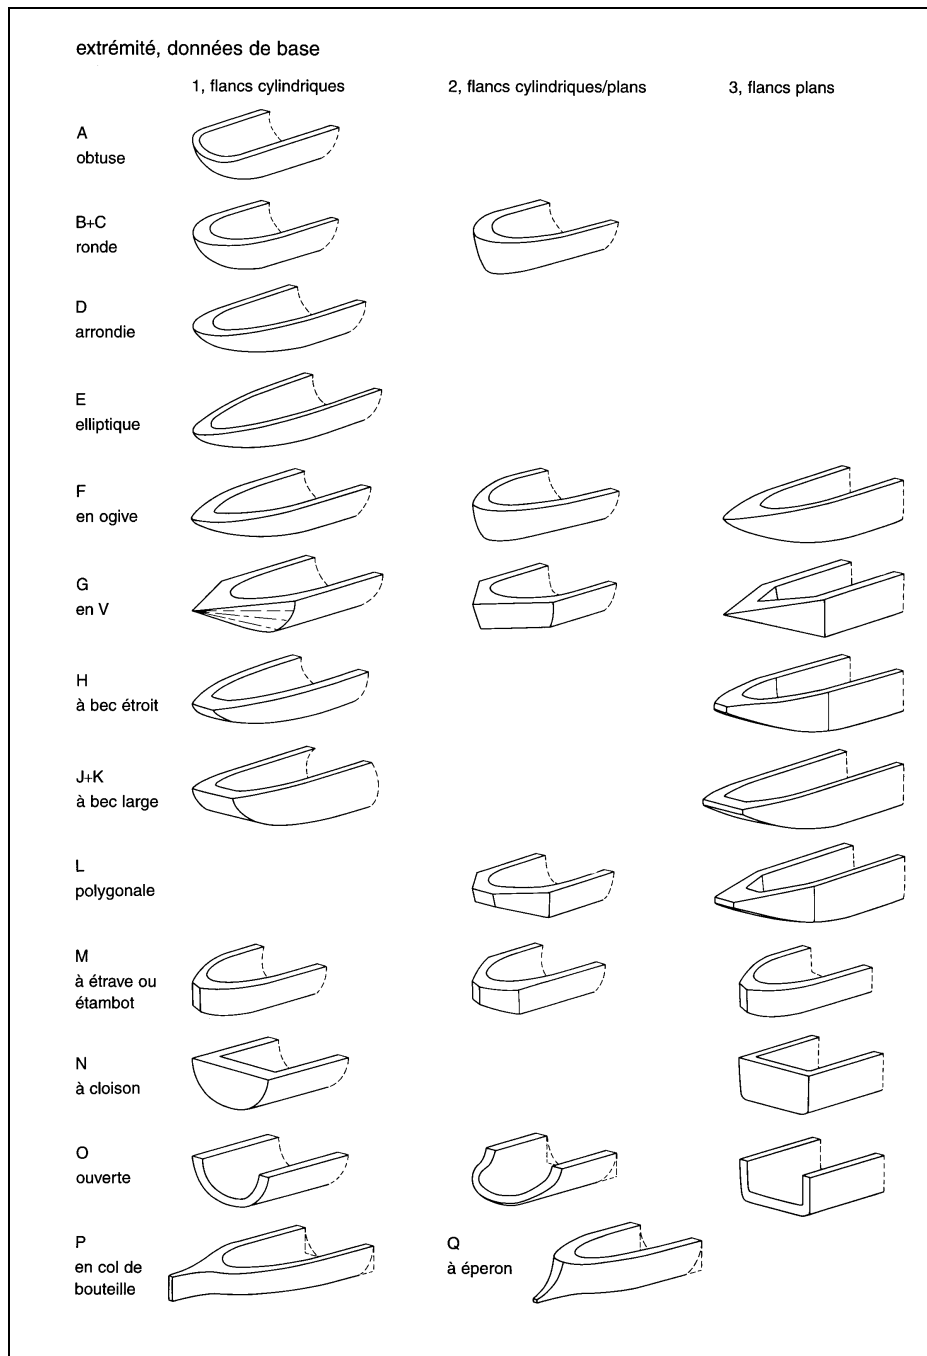 extrémité, données de base
1, flancs cylindriques
2, flancs cylindriques/plans
3, flancs plans
A
obtuse
B+C
ronde
D
arrondie
E
elliptique
F
en ogive
G
en V
H
à bec étroit
J+K
à bec large
L
polygonale
M
à étrave ou
étambot
N
à cloison
O
ouverte
P
en col de
bouteille
Q
à éperon